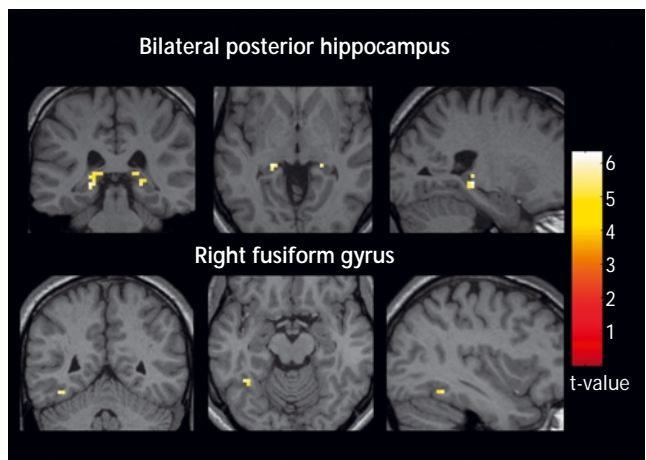 Bilateral posterior hippocampus
Right fusiform gyrus
6
5
4
3
2
1
t-value